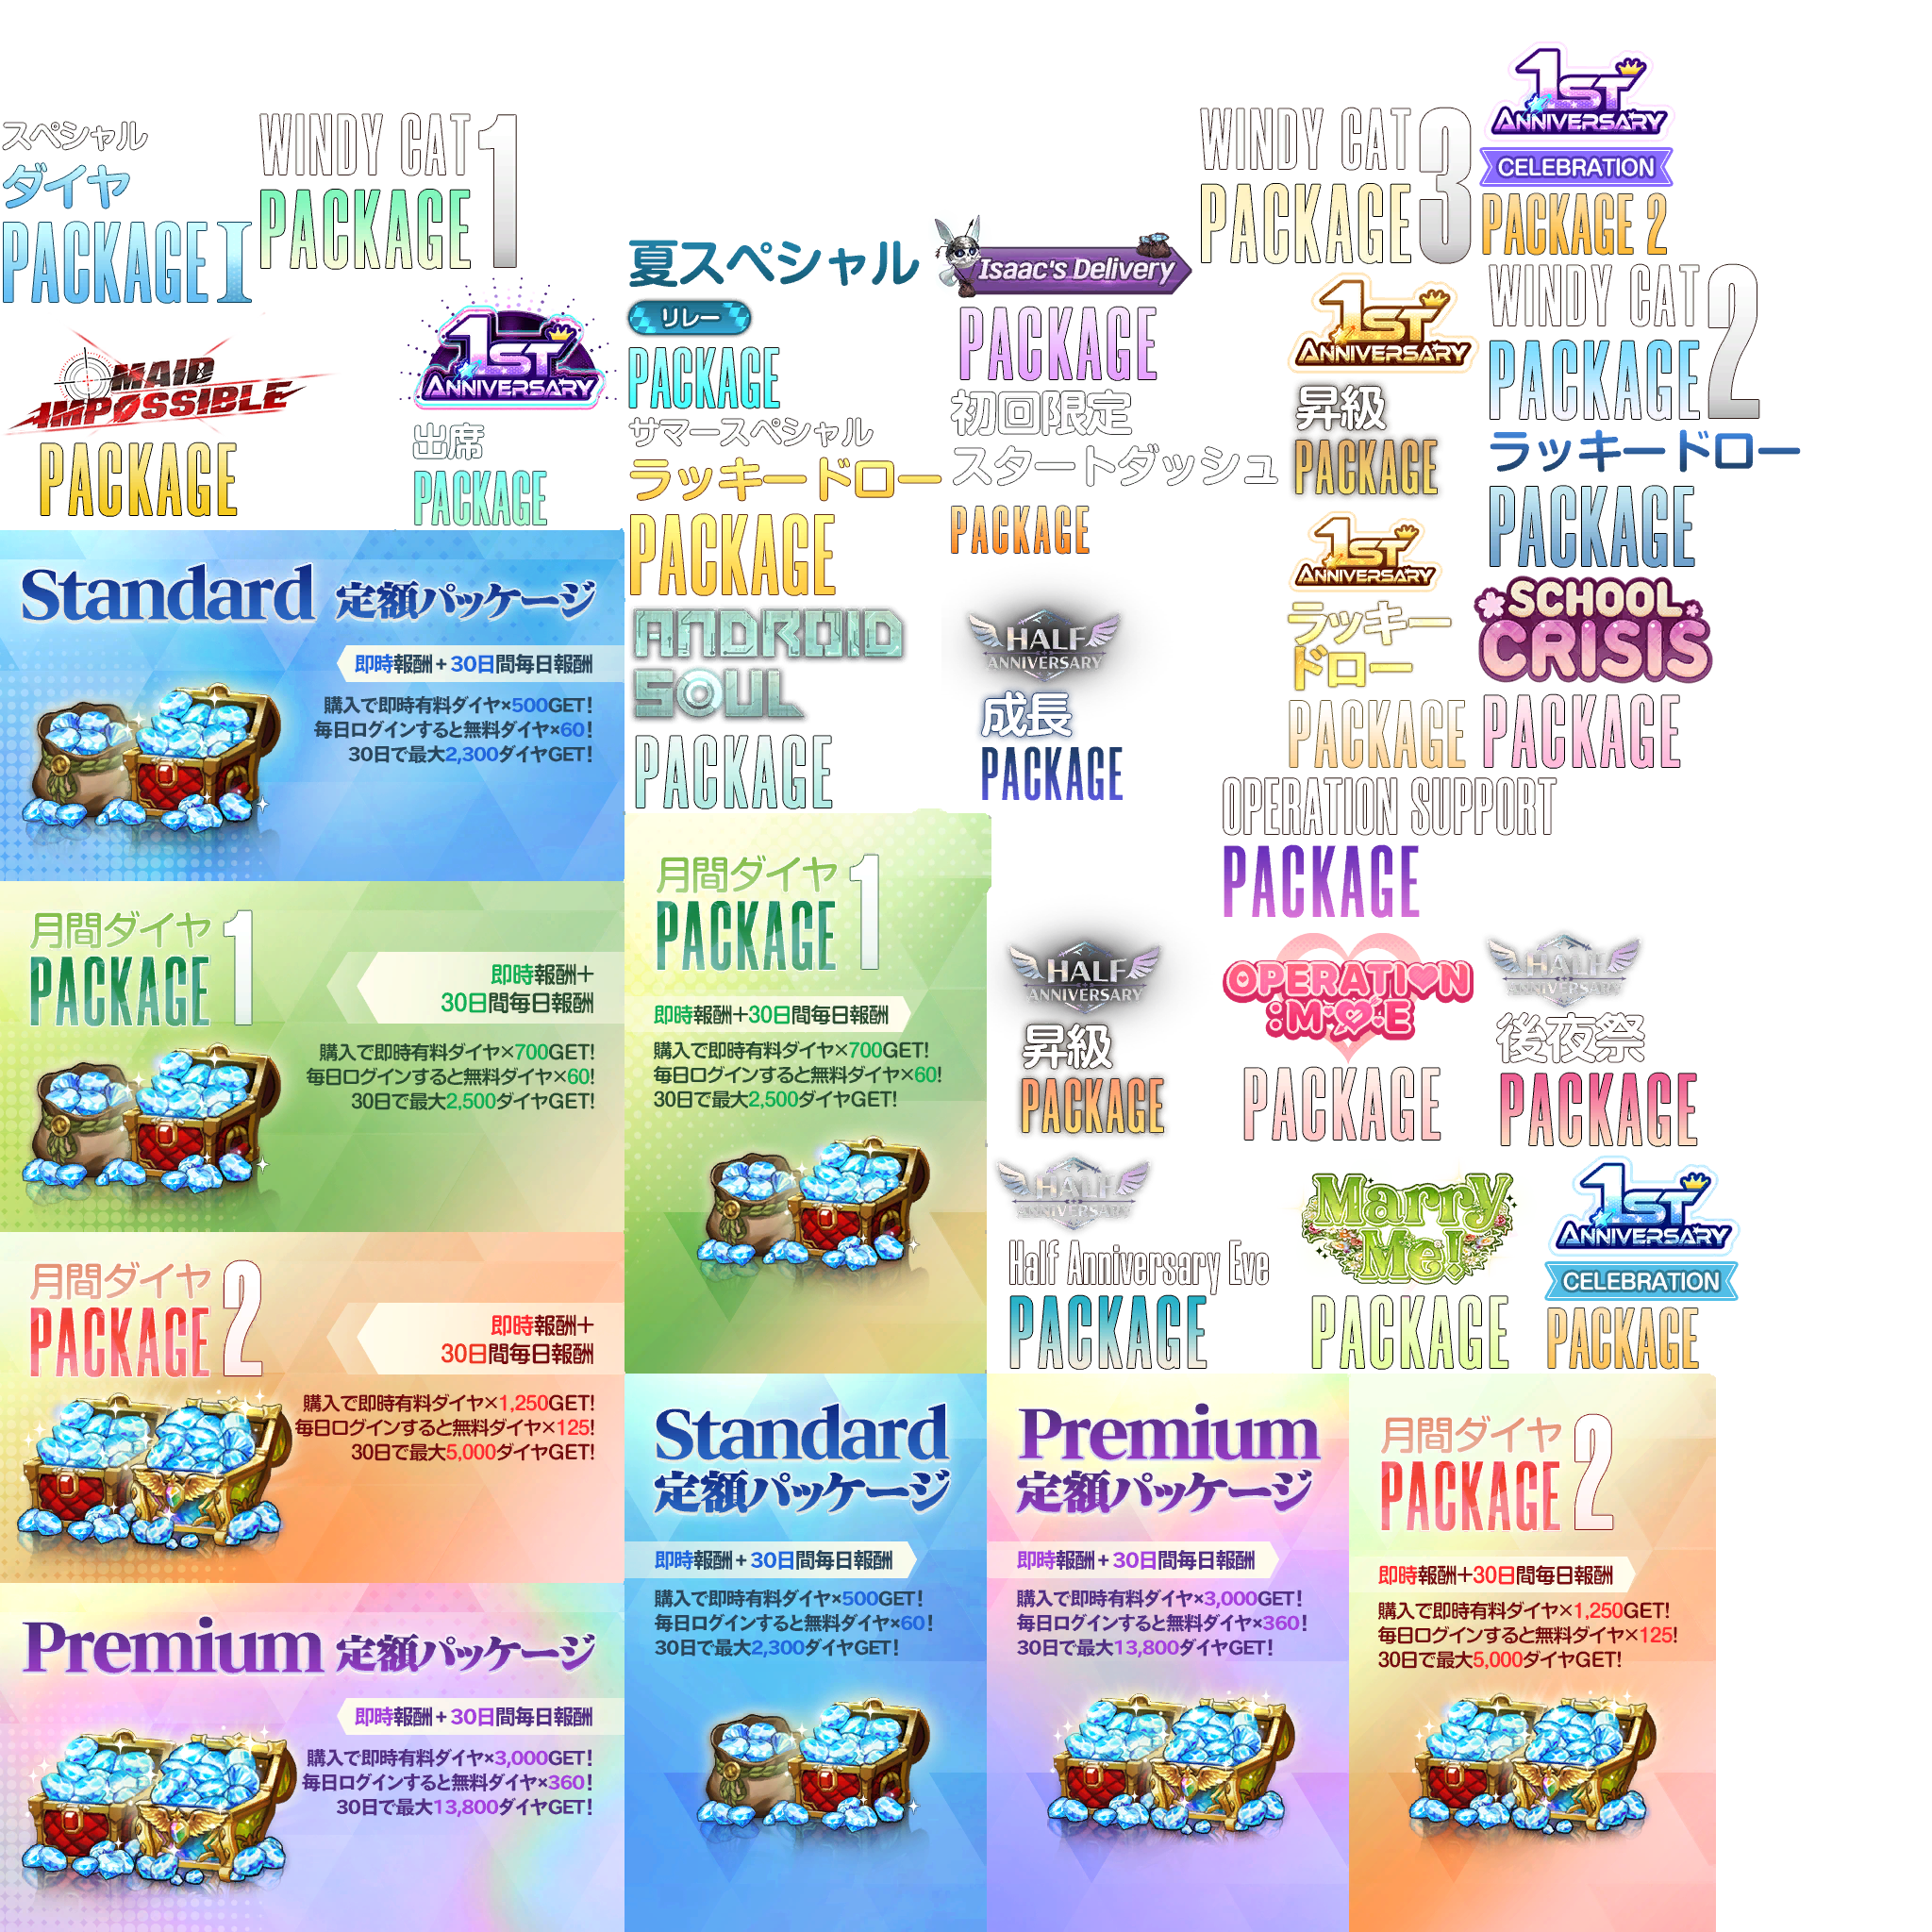 スペシャル
ダイヤ
PACKAGE I
WINDY CAT
PACKAGE 1
MAID
IMPOSSIBLE
PACKAGE
1ST
ANNIVERSARY
出席
PACKAGE
夏スペシャル
リレー
PACKAGE
サマースペシャル
ラッキードロー
PACKAGE
ANDROID
SOUL
PACKAGE
Isaac's Delivery
PACKAGE
初回限定
スタートダッシュ
PACKAGE
HALF
ANNIVERSARY
成長
PACKAGE
WINDY CAT
PACKAGE 3
1ST
ANNIVERSARY
昇級
PACKAGE
1ST
ANNIVERSARY
ラッキー
ドロー
PACKAGE
1ST
ANNIVERSARY
CELEBRATION
PACKAGE 2
WINDY CAT
PACKAGE 2
ラッキードロー
PACKAGE
SCHOOL
CRISIS
PACKAGE
OPERATION SUPPORT
PACKAGE
HALF
ANNIVERSARY
昇級
PACKAGE
OPERATION
:MOE
PACKAGE
HALF
ANNIVERSARY
後夜祭
PACKAGE
HALF
ANNIVERSARY
Half Anniversary Eve
PACKAGE
Marry
Me!
PACKAGE
1ST
ANNIVERSARY
CELEBRATION
PACKAGE
Standard 定額パッケージ
即時報酬+30日間毎日報酬
購入で即時有料ダイヤ×500GET!
毎日ログインすると無料ダイヤ×60!
30日で最大2,300ダイヤGET!
月間ダイヤ
PACKAGE 1
即時報酬+
30日間毎日報酬
購入で即時有料ダイヤ×700GET!
毎日ログインすると無料ダイヤ×60!
30日で最大2,500ダイヤGET!
月間ダイヤ
PACKAGE 2
即時報酬+
30日間毎日報酬
購入で即時有料ダイヤ×1,250GET!
毎日ログインすると無料ダイヤ×125!
30日で最大5,000ダイヤGET!
Premium 定額パッケージ
即時報酬+30日間毎日報酬
購入で即時有料ダイヤ×3,000GET!
毎日ログインすると無料ダイヤ×360!
30日で最大13,800ダイヤGET!
月間ダイヤ
PACKAGE 1
即時報酬+30日間毎日報酬
購入で即時有料ダイヤ×700GET!
毎日ログインすると無料ダイヤ×60!
30日で最大2,500ダイヤGET!
Standard
定額パッケージ
即時報酬+30日間毎日報酬
購入で即時有料ダイヤ×500GET!
毎日ログインすると無料ダイヤ×60!
30日で最大2,300ダイヤGET!
Premium
定額パッケージ
即時報酬+30日間毎日報酬
購入で即時有料ダイヤ×3,000GET!
毎日ログインすると無料ダイヤ×360!
30日で最大13,800ダイヤGET!
月間ダイヤ
PACKAGE 2
即時報酬+30日間毎日報酬
購入で即時有料ダイヤ×1,250GET!
毎日ログインすると無料ダイヤ×125!
30日で最大5,000ダイヤGET!